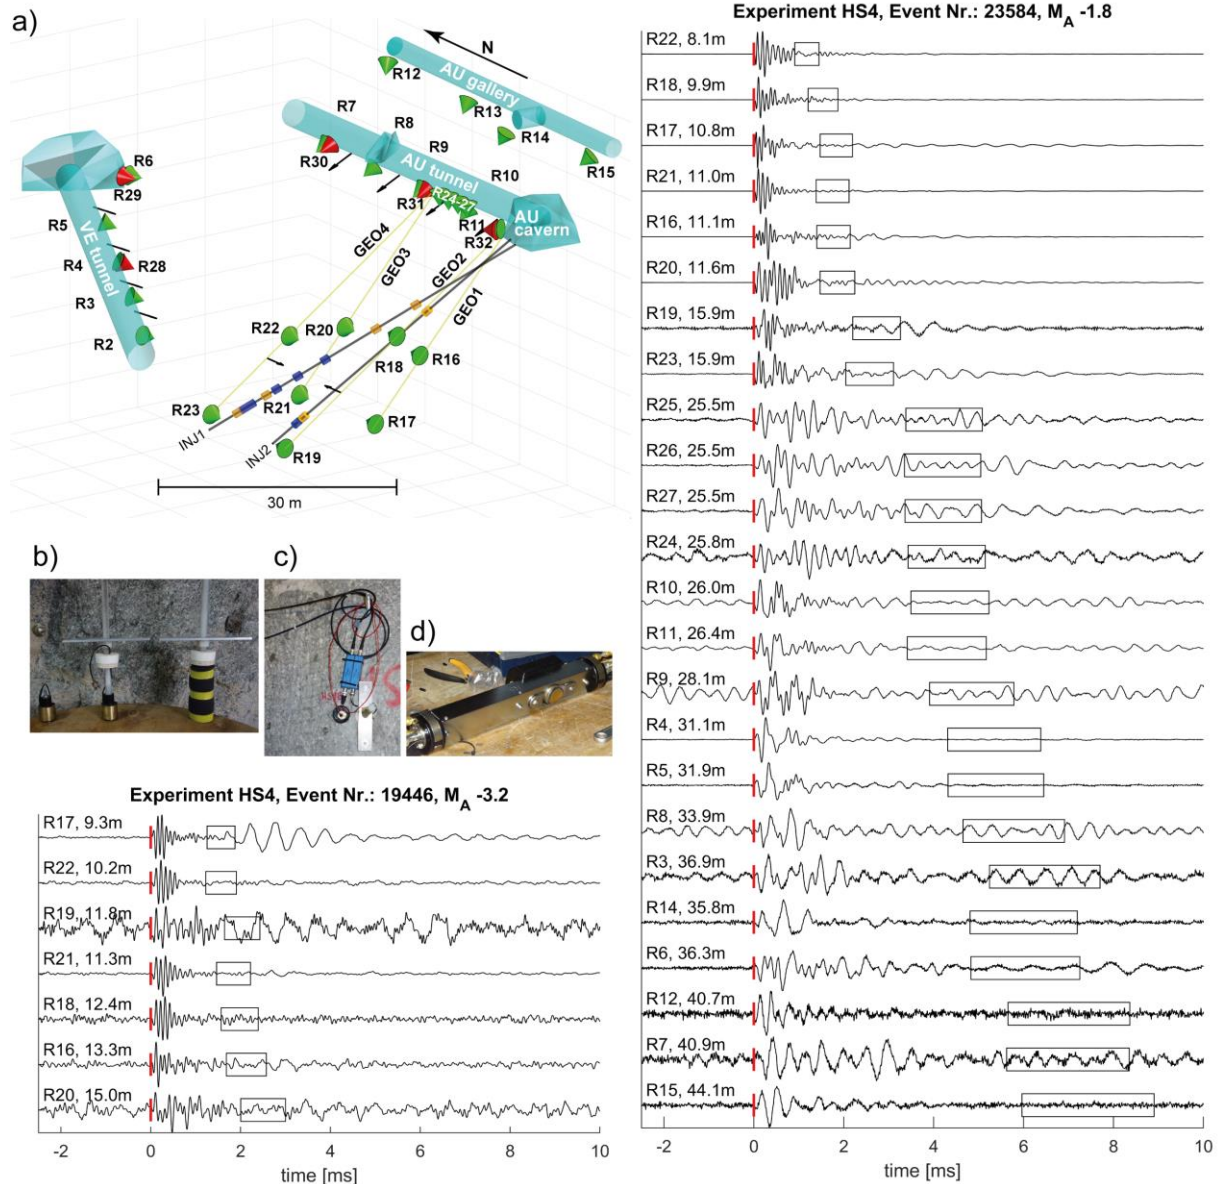 a)
N
R12
AU gallery
R13
R14
R15
R7
R8
R30
R9
AU tunnel
R10
R31
R24-27
R11
R32
AU
cavern
R6
R29
R5
VE tunnel
R4
R28
R3
R2
GEO4
GEO3
GEO2
GEO1
R22
R20
R18
R16
R23
R21
R17
R19
INJ1
INJ2
30 m
b)
c)
d)
Experiment HS4, Event Nr.: 19446, MA -3.2
R17, 9.3m
R22, 10.2m
R19, 11.8m
R21, 11.3m
R18, 12.4m
R16, 13.3m
R20, 15.0m
-2 0 2 4 6 8 10
time [ms]
Experiment HS4, Event Nr.: 23584, MA -1.8
R22, 8.1m
R18, 9.9m
R17, 10.8m
R21, 11.0m
R16, 11.1m
R20, 11.6m
R19, 15.9m
R23, 15.9m
R25, 25.5m
R26, 25.5m
R27, 25.5m
R24, 25.8m
R10, 26.0m
R11, 26.4m
R9, 28.1m
R4, 31.1m
R5, 31.9m
R8, 33.9m
R3, 36.9m
R14, 35.8m
R6, 36.3m
R12, 40.7m
R7, 40.9m
R15, 44.1m
-2 0 2 4 6 8 10
time [ms]